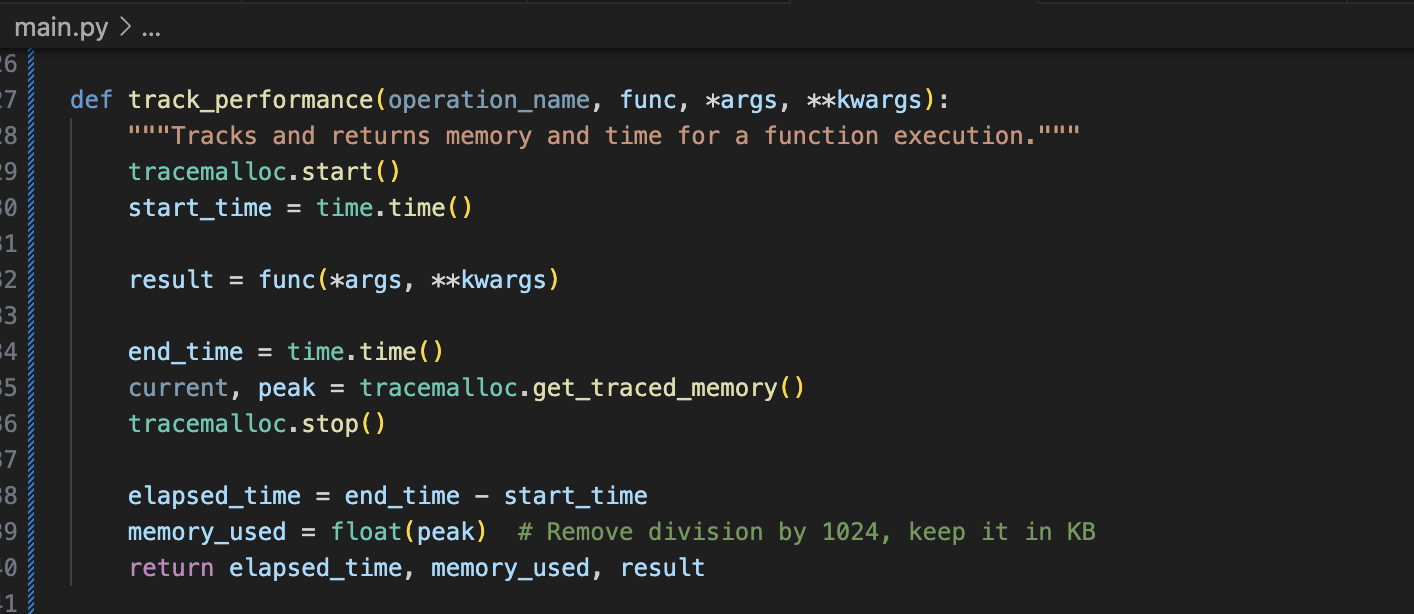 main.py > ...
26
27 def track_performance(operation_name, func, *args, **kwargs):
28     """Tracks and returns memory and time for a function execution."""
29     tracemalloc.start()
30     start_time = time.time()
31
32     result = func(*args, **kwargs)
33
34     end_time = time.time()
35     current, peak = tracemalloc.get_traced_memory()
36     tracemalloc.stop()
37
38     elapsed_time = end_time - start_time
39     memory_used = float(peak)  # Remove division by 1024, keep it in KB
40     return elapsed_time, memory_used, result
41